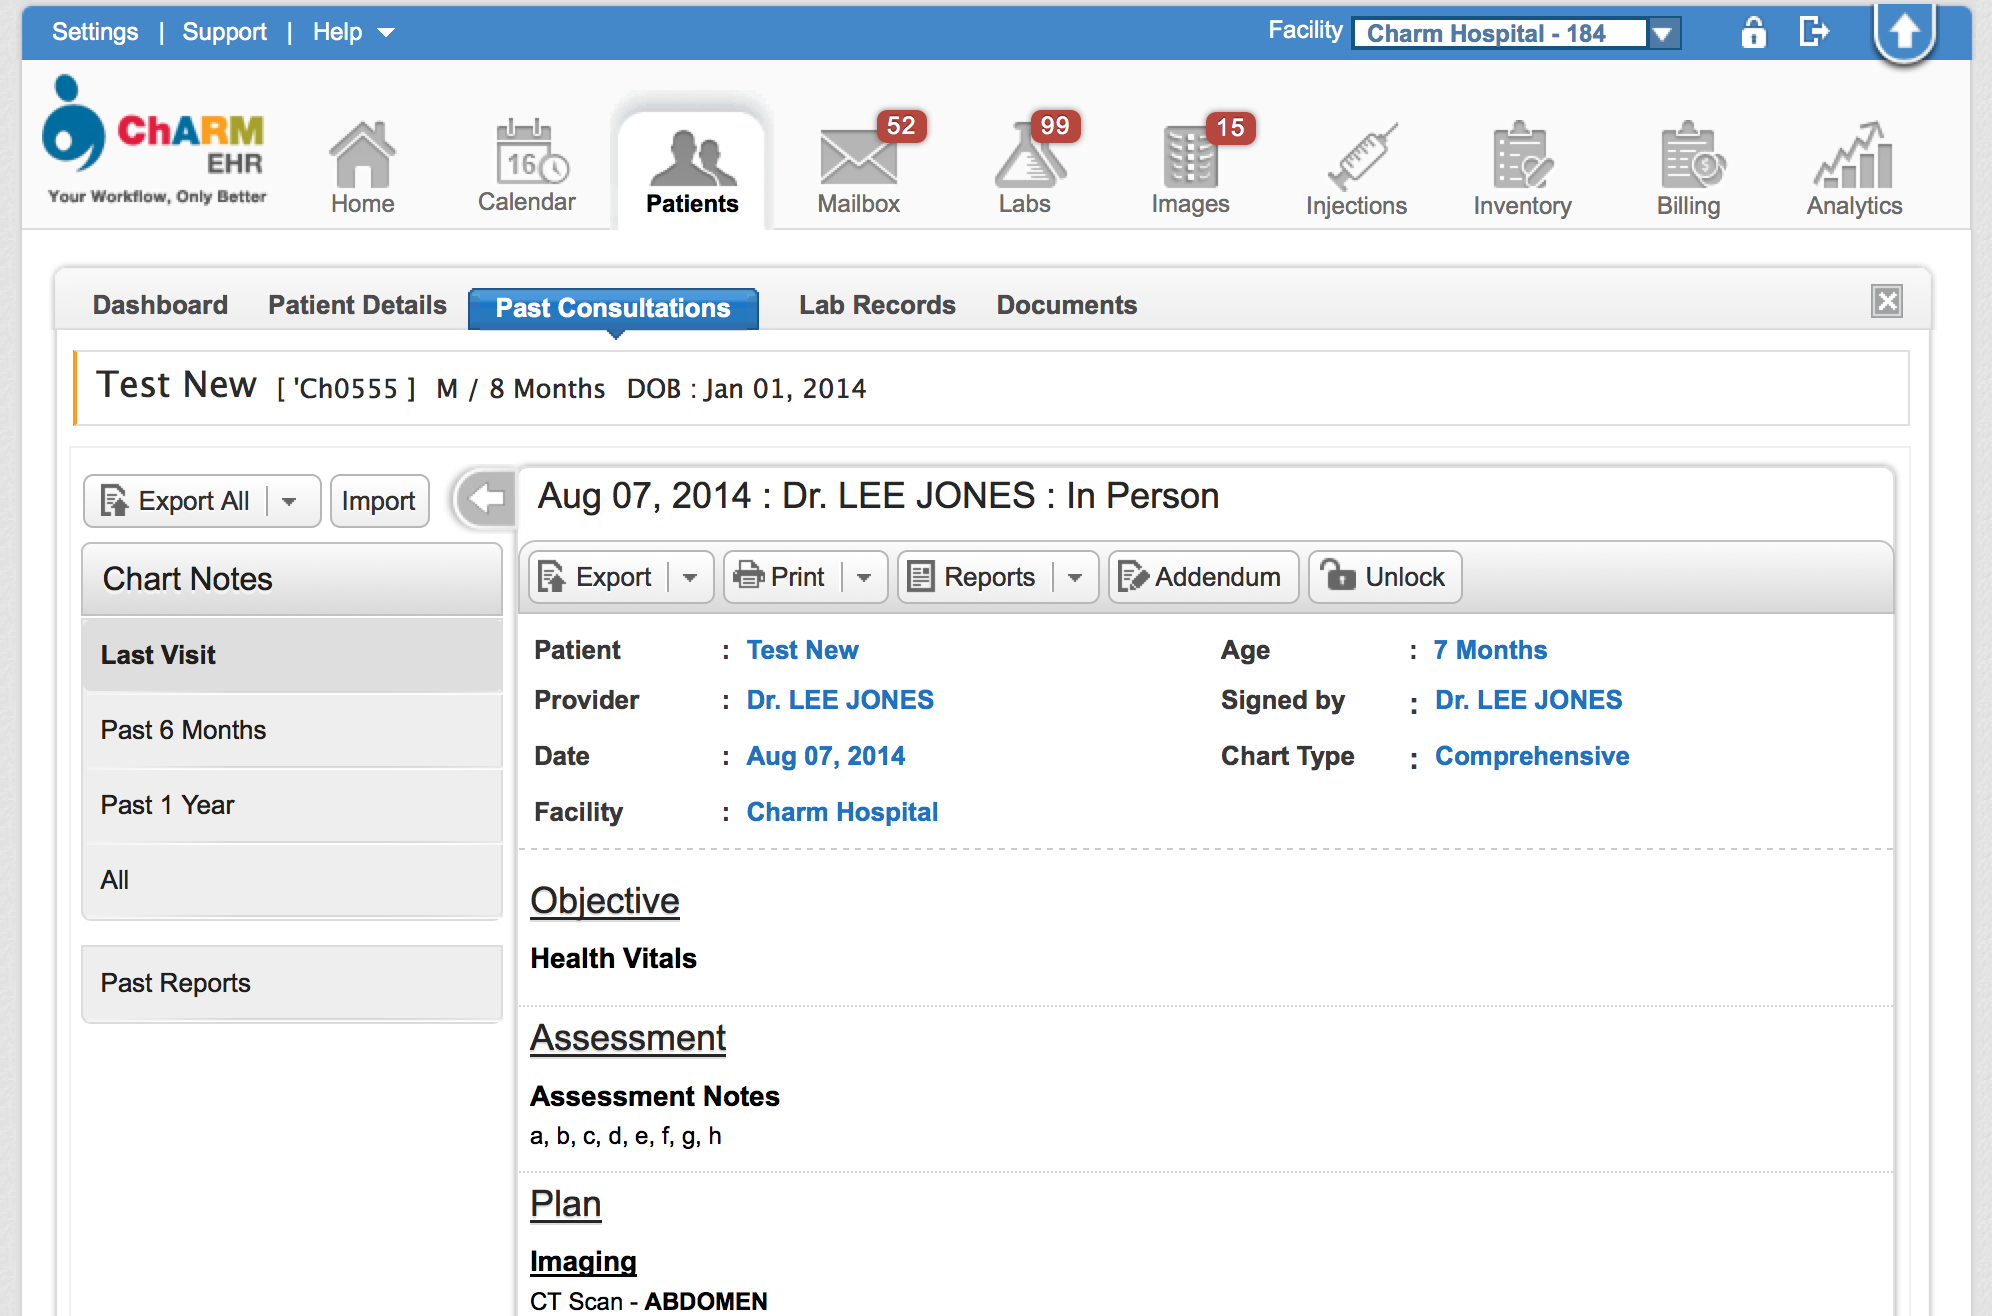 Settings | Support | Help
Facility Charm Hospital - 184
ChARM
EHR
Your Workflow, Only Better
Home
16
Calendar
Patients
52
Mailbox
99
Labs
15
Images
Injections
Inventory
Billing
Analytics
Dashboard Patient Details Past Consultations Lab Records Documents
Test New [ 'Ch0555 ] M / 8 Months DOB : Jan 01, 2014
Export All
Import
Aug 07, 2014 : Dr. LEE JONES : In Person
Chart Notes
Last Visit
Past 6 Months
Past 1 Year
All
Past Reports
Export Print Reports Addendum Unlock
Patient : Test New Age : 7 Months
Provider : Dr. LEE JONES Signed by : Dr. LEE JONES
Date : Aug 07, 2014 Chart Type : Comprehensive
Facility : Charm Hospital
Objective
Health Vitals
Assessment
Assessment Notes
a, b, c, d, e, f, g, h
Plan
Imaging
CT Scan - ABDOMEN